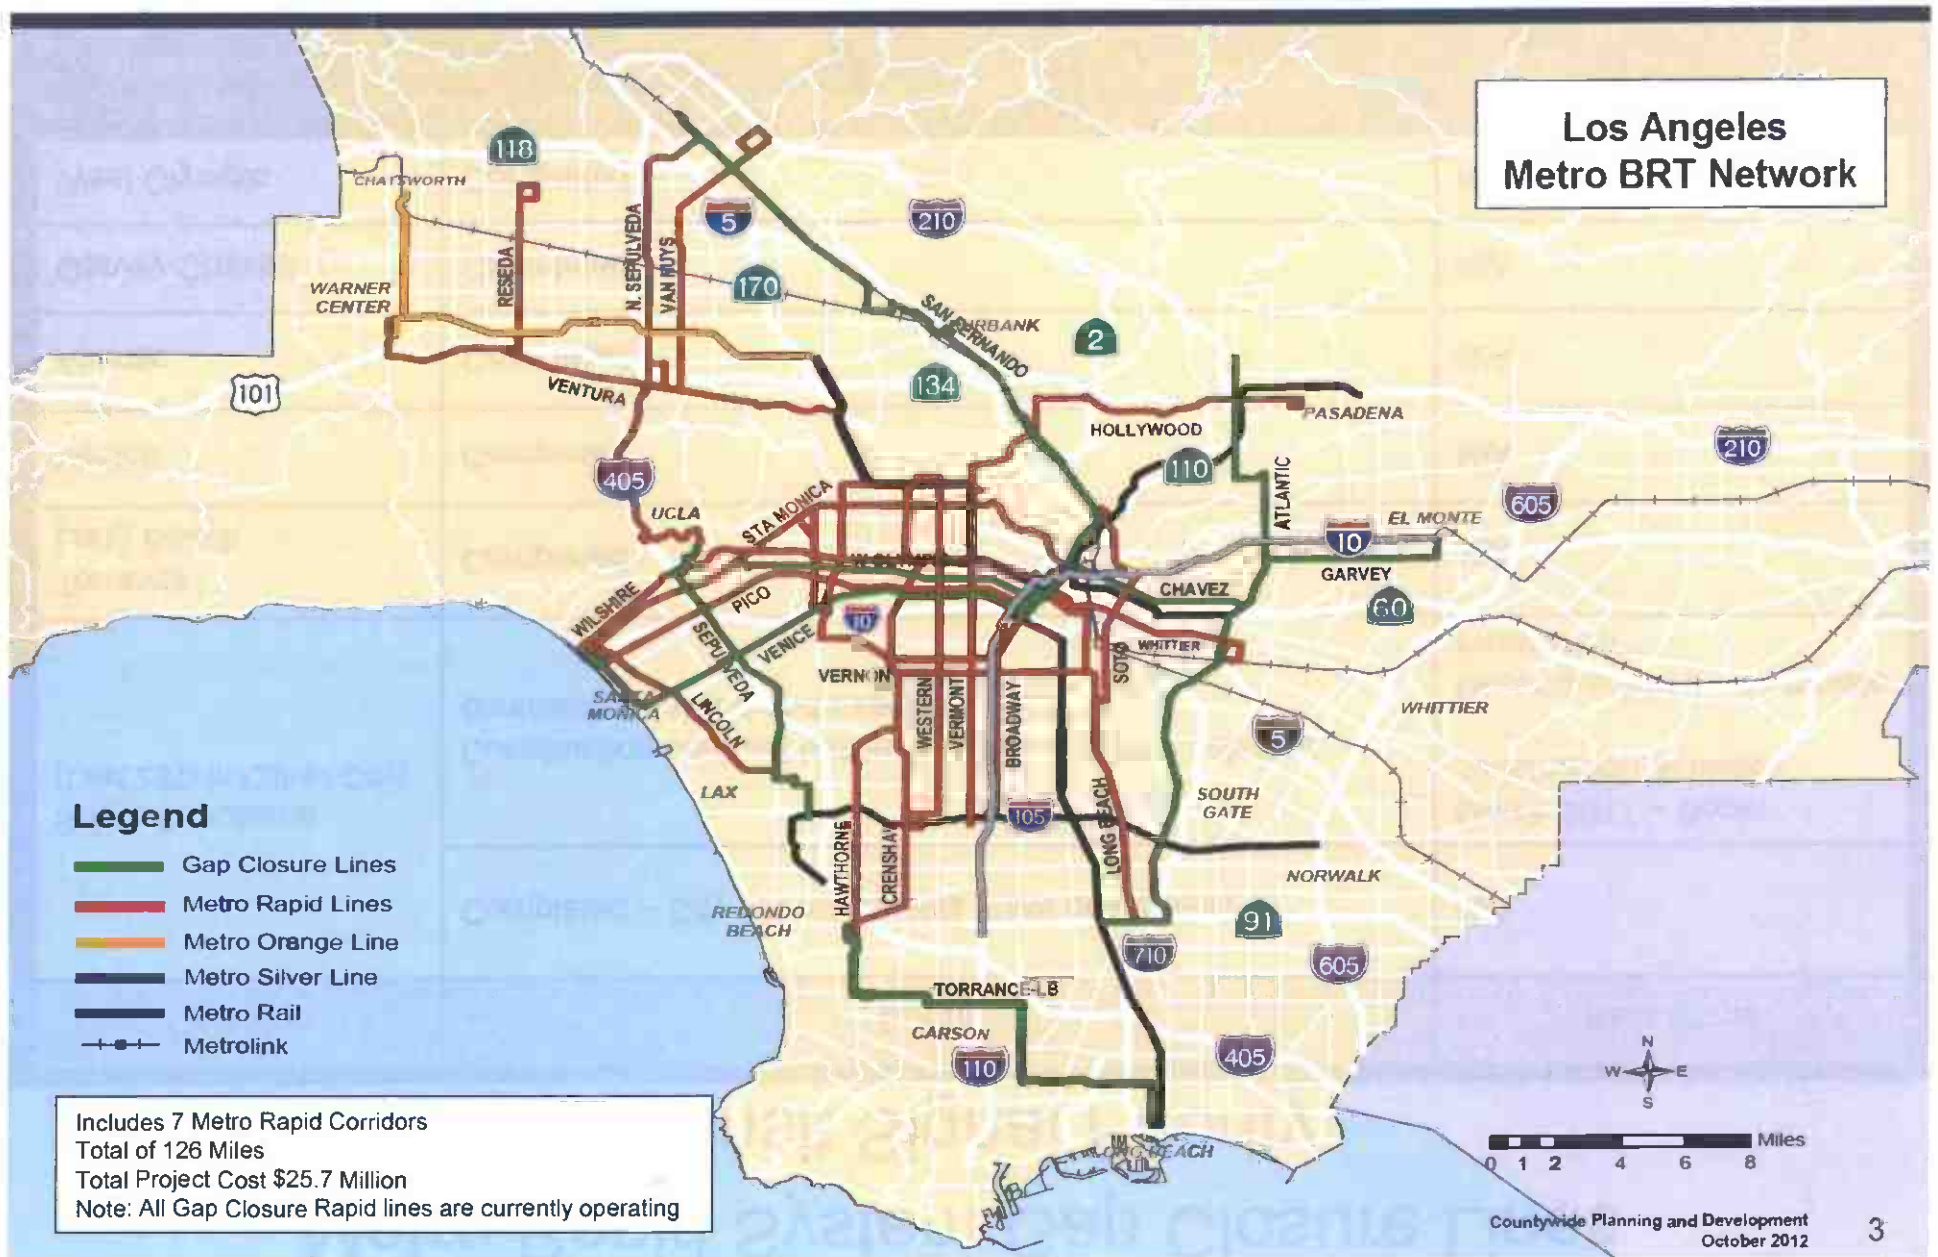 Los Angeles
Metro BRT Network
118
CHATSWORTH
5
210
N. SEPULVEDA
VAN NUYS
RESEDA
170
WARNER
CENTER
SAN FERNANDO
2
134
101
VENTURA
PASADENA
HOLLYWOOD
210
110
405
ATLANTIC
605
UCLA
STA MONICA
EL MONTE
10
GARVEY
CHAVEZ
WILSHIRE
PICO
10
60
SEPULVEDA
VENICE
WHITTIER
SOTO
VERNON
SANTA
MONICA
LINCOLN
WESTERN
VERMONT
BROADWAY
WHITTIER
5
LAX
SOUTH
GATE
105
LONG BEACH
HAWTHORNE
CRENSHAW
NORWALK
REDONDO
BEACH
91
710
605
TORRANCE-LB
CARSON
110
405
LONG BEACH
Legend
Gap Closure Lines
Metro Rapid Lines
Metro Orange Line
Metro Silver Line
Metro Rail
Metrolink
Includes 7 Metro Rapid Corridors
Total of 126 Miles
Total Project Cost $25.7 Million
Note: All Gap Closure Rapid lines are currently operating
N
W E
S
Miles
0 1 2 4 6 8
Countywide Planning and Development
October 2012
3